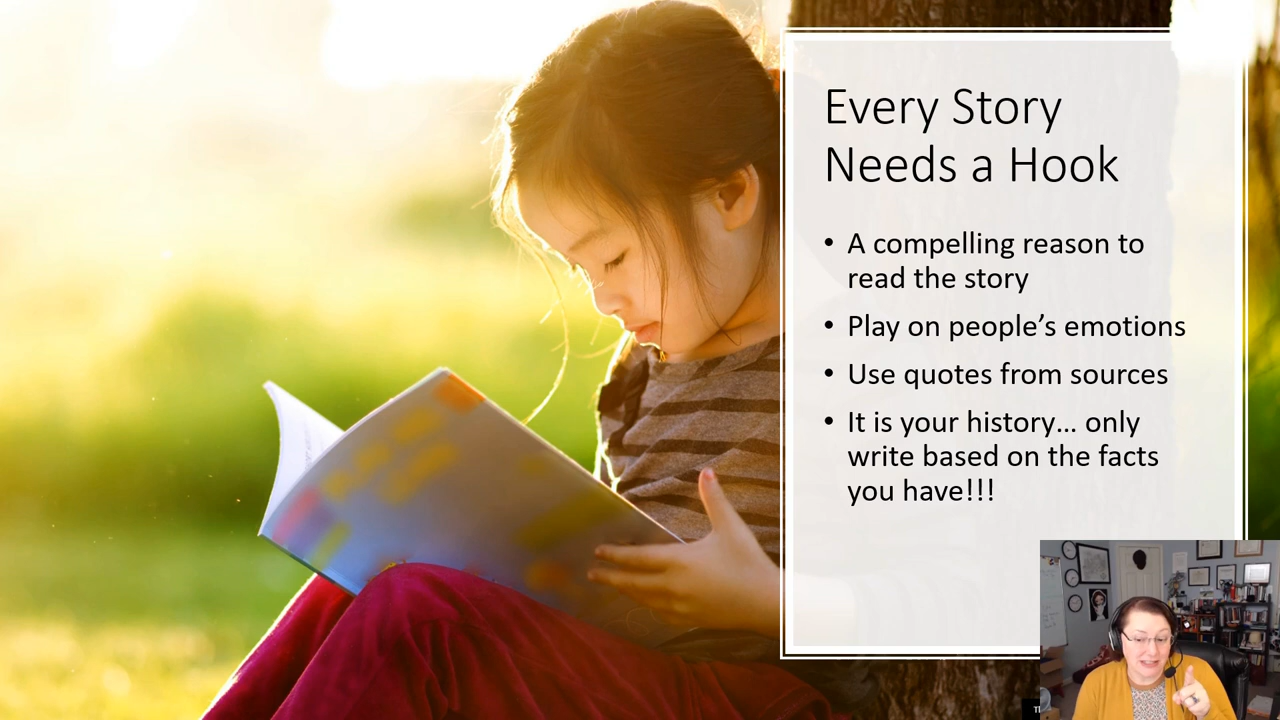 Every Story
Needs a Hook
• A compelling reason to
read the story
• Play on people’s emotions
• Use quotes from sources
• It is your history… only
write based on the facts
you have!!!